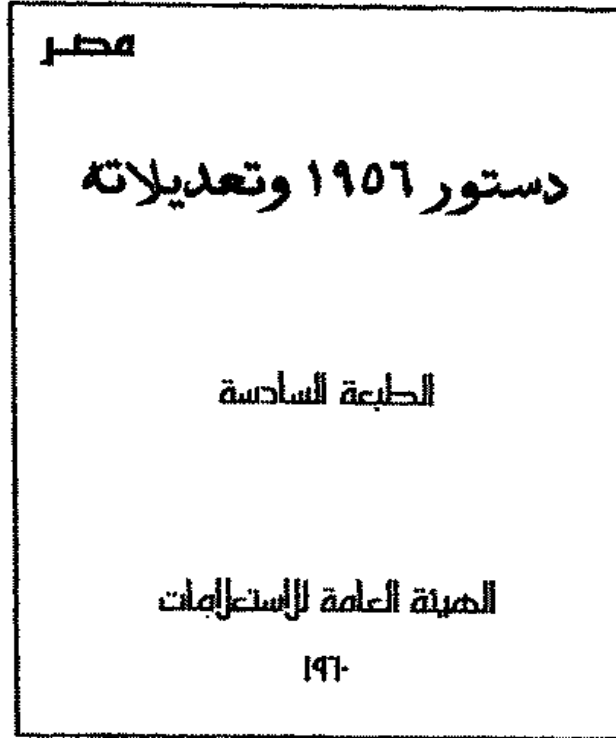 مصر
دستور ١٩٥٦ وتعديلاته
الطبعة السادسة
الهيئة العامة للاستعلامات
١٩٦٠